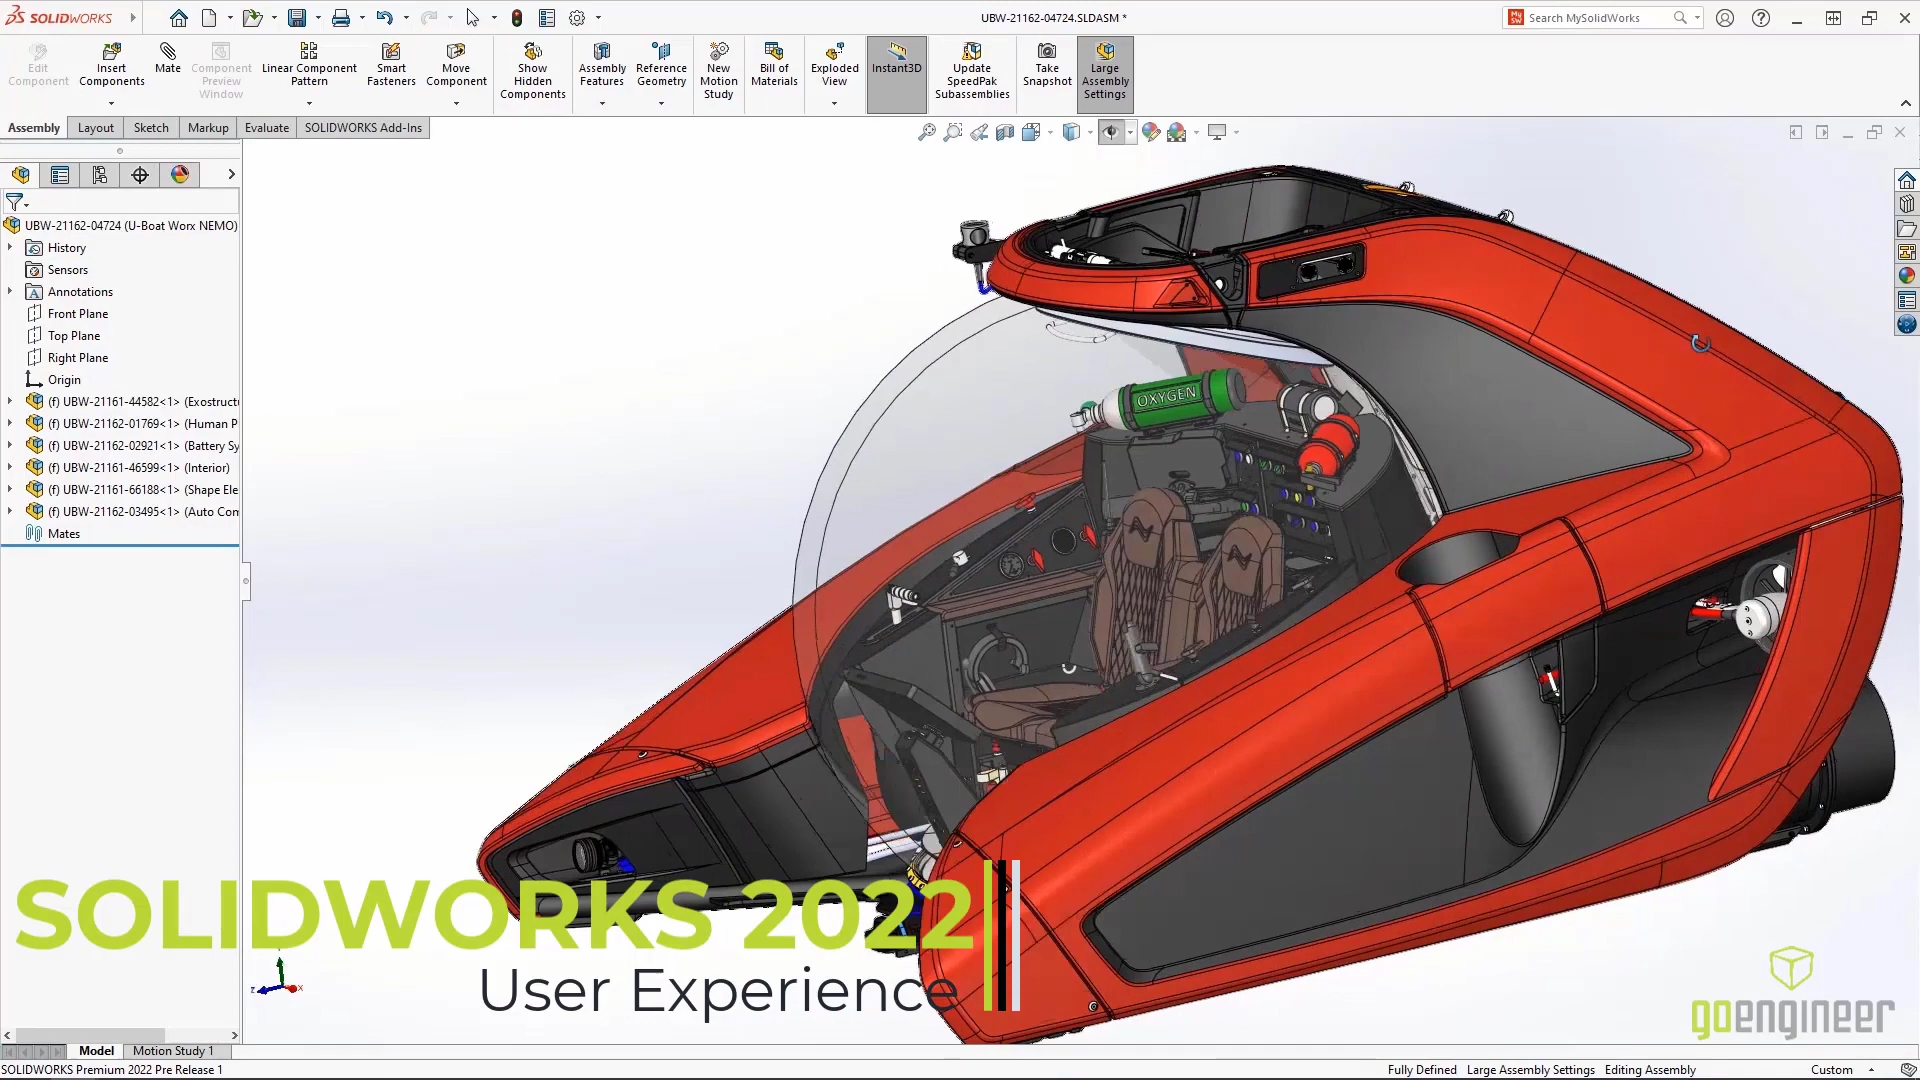 SOLIDWORKS
UBW-21162-04724.SLDASM *
Search MySolidWorks
Edit Component
Insert Components
Mate
Component Preview Window
Linear Component Pattern
Smart Fasteners
Move Component
Show Hidden Components
Assembly Features
Reference Geometry
New Motion Study
Bill of Materials
Exploded View
Instant3D
Update SpeedPak Subassemblies
Take Snapshot
Large Assembly Settings
Assembly Layout Sketch Markup Evaluate SOLIDWORKS Add-Ins
UBW-21162-04724 (U-Boat Worx NEMO)
History
Sensors
Annotations
Front Plane
Top Plane
Right Plane
Origin
(f) UBW-21161-44582<1> (Exostructu
(f) UBW-21162-01769<1> (Human P
(f) UBW-21162-02921<1> (Battery Sy
(f) UBW-21161-46599<1> (Interior)
(f) UBW-21161-66188<1> (Shape Ele
(f) UBW-21162-03495<1> (Auto Con
Mates
OXYGEN
SOLIDWORKS 2022
User Experience
goengineer
z x
Model Motion Study 1
SOLIDWORKS Premium 2022 Pre Release 1
Fully Defined Large Assembly Settings Editing Assembly Custom